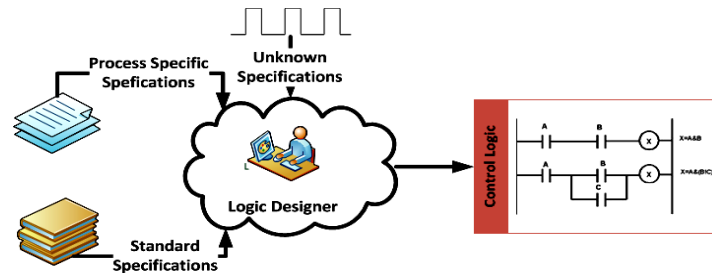 Process Specific
Spefications
Unknown
Specifications
L
Logic Designer
Standard
Specifications
Control Logic
A
B
X
X=A&B
A
B
X
C